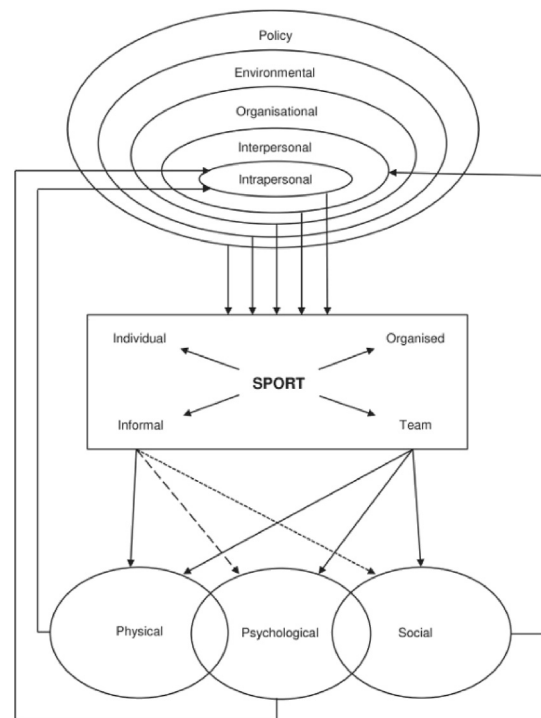 Policy
Environmental
Organisational
Interpersonal
Intrapersonal
Individual
Organised
SPORT
Informal
Team
Physical
Psychological
Social